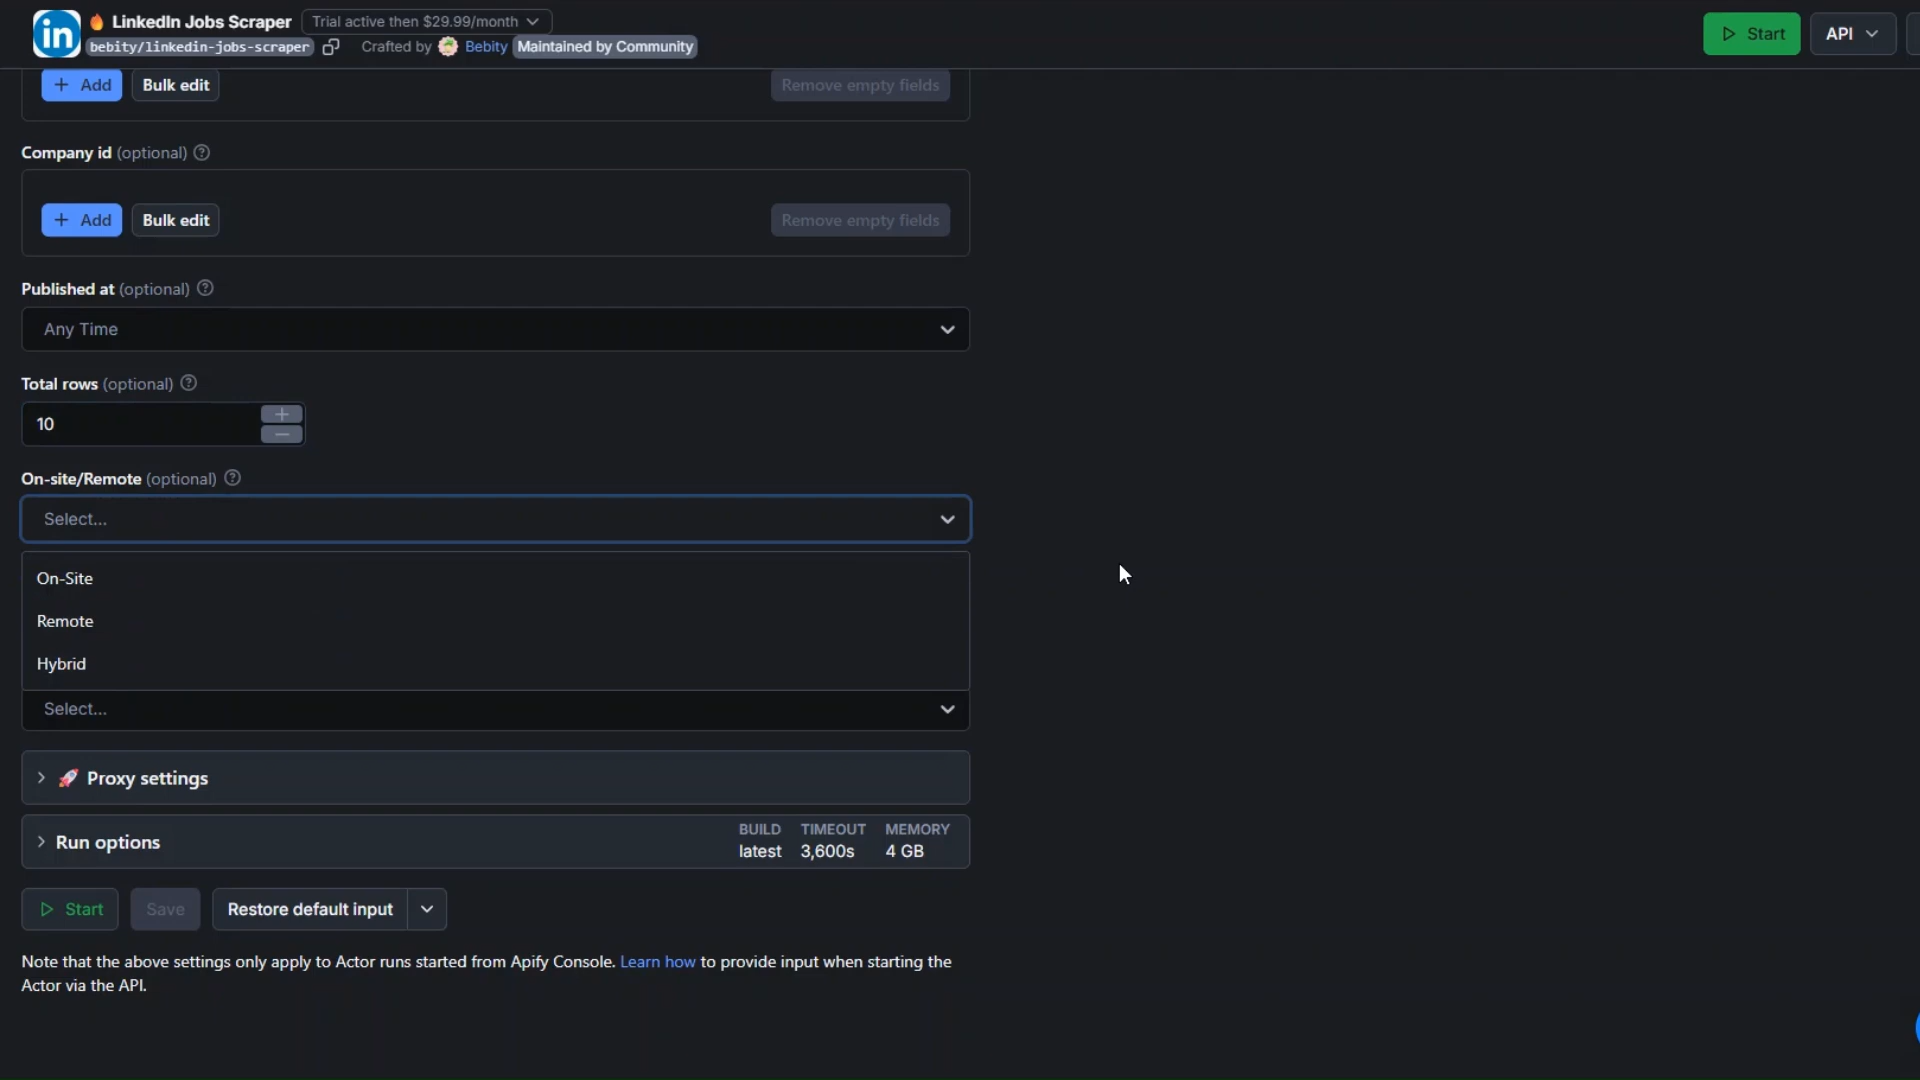 in LinkedIn Jobs Scraper Trial active then $29.99/month
bebity/linkedin-jobs-scraper Crafted by Bebity Maintained by Community
Start API
+ Add Bulk edit Remove empty fields
Company id (optional)
+ Add Bulk edit Remove empty fields
Published at (optional)
Any Time
Total rows (optional)
10
On-site/Remote (optional)
Select...
On-Site
Remote
Hybrid
Select...
Proxy settings
Run options
BUILD TIMEOUT MEMORY
latest 3,600s 4 GB
Start Save Restore default input
Note that the above settings only apply to Actor runs started from Apify Console. Learn how to provide input when starting the
Actor via the API.